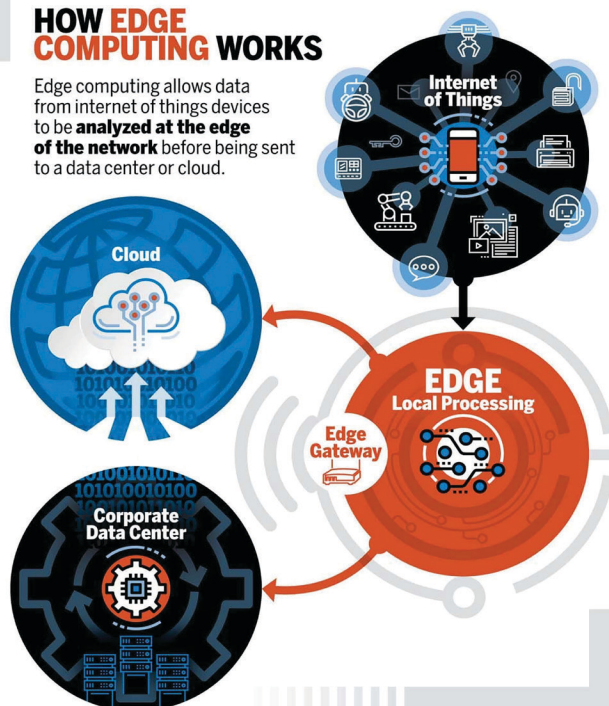 HOW EDGE
COMPUTING WORKS
Edge computing allows data
from internet of things devices
to be analyzed at the edge
of the network before being sent
to a data center or cloud.
Internet
of Things
Cloud
10101010100
EDGE
Local Processing
Edge
Gateway
101010010100
Corporate
Data Center